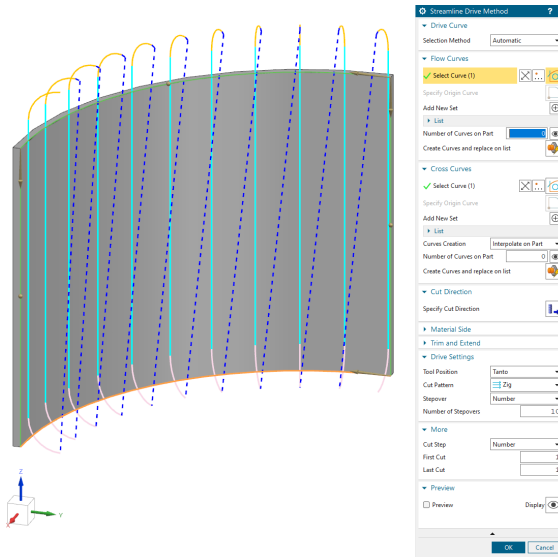 Streamline Drive Method ?
Drive Curve
Selection Method Automatic
Flow Curves
Select Curve (1)
Specify Origin Curve
Add New Set
List
Number of Curves on Part 0
Create Curves and replace on list
Cross Curves
Select Curve (1)
Specify Origin Curve
Add New Set
List
Curves Creation Interpolate on Part
Number of Curves on Part 0
Create Curves and replace on list
Cut Direction
Specify Cut Direction
Material Side
Trim and Extend
Drive Settings
Tool Position Tanto
Cut Pattern Zig
Stepover Number
Number of Stepovers
More
Cut Step Number
First Cut
Last Cut
Preview
Preview Display
OK Cancel
Z
Y
X